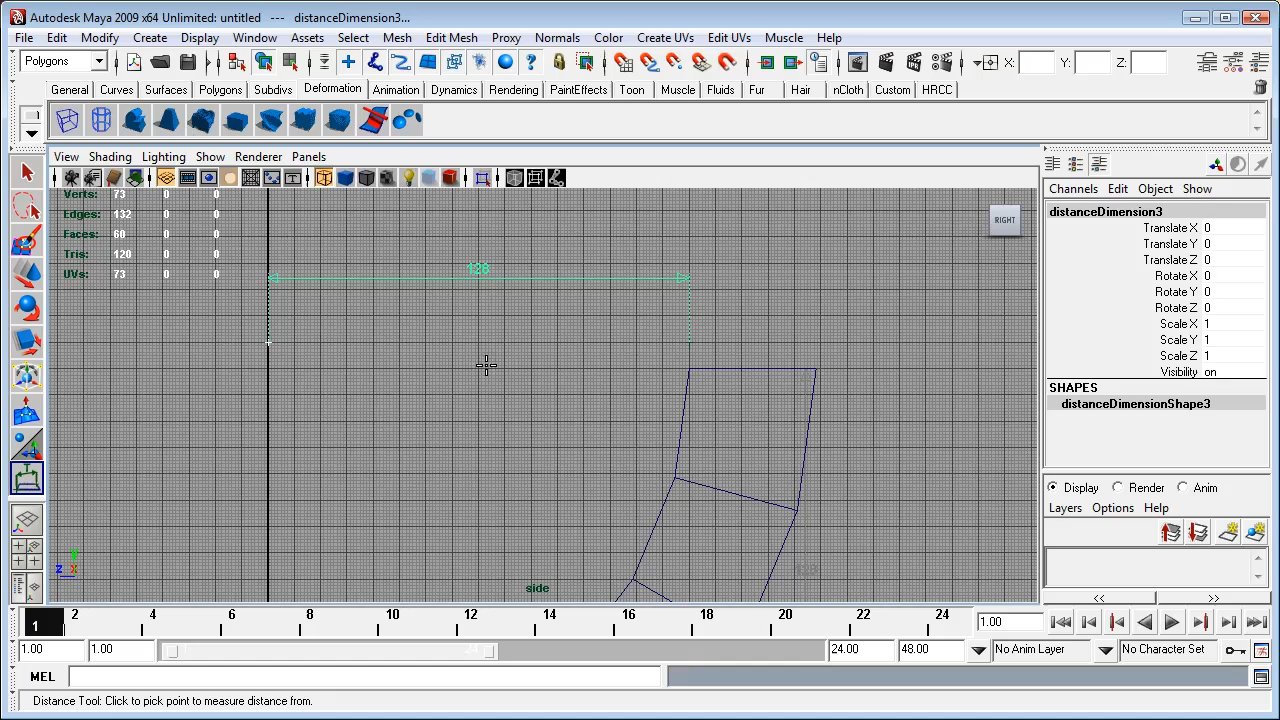 Autodesk Maya 2009 x64 Unlimited: untitled --- distanceDimension3...
File Edit Modify Create Display Window Assets Select Mesh Edit Mesh Proxy Normals Color Create UVs Edit UVs Muscle Help
Polygons X: Y: Z:
General Curves Surfaces Polygons Subdivs Deformation Animation Dynamics Rendering PaintEffects Toon Muscle Fluids Fur Hair nCloth Custom HRCC
View Shading Lighting Show Renderer Panels
Channels Edit Object Show
Verts: 73 0 0
Edges: 132 0 0
Faces: 60 0 0
Tris: 120 0 0
UVs: 73 0 0
128
RIGHT
side
y
z x
distanceDimension3
Translate X 0
Translate Y 0
Translate Z 0
Rotate X 0
Rotate Y 0
Rotate Z 0
Scale X 1
Scale Y 1
Scale Z 1
Visibility on
SHAPES
distanceDimensionShape3
Display Render Anim
Layers Options Help
<< >>
1 2 4 6 8 10 12 14 16 18 20 22 24 1.00
1.00 1.00 1 24 24.00 48.00 No Anim Layer No Character Set
MEL
Distance Tool: Click to pick point to measure distance from.